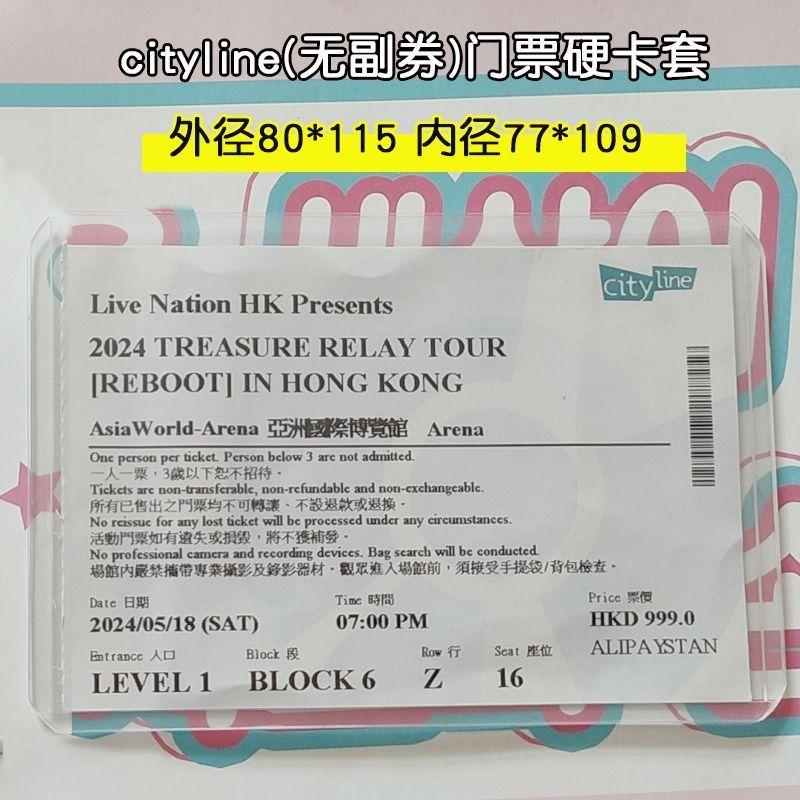 cityline(无副券)门票硬卡套
外径80*115 内径77*109
city line
Live Nation HK Presents
2024 TREASURE RELAY TOUR
[REBOOT] IN HONG KONG
AsiaWorld-Arena 亞洲國際博覽館 Arena
One person per ticket. Person below 3 are not admitted.
一人一票，3歲以下恕不招待。
Tickets are non-transferable, non-refundable and non-exchangeable.
所有已售出之門票均不可轉讓、不設退款或退換。
No reissue for any lost ticket will be processed under any circumstances.
活動門票如有遺失或損毀，將不獲補發。
No professional camera and recording devices. Bag search will be conducted.
場館內嚴禁攜帶專業攝影及錄影器材。觀眾進入場館前，須接受手提袋/背包檢查。
Date 日期 Time 時間 Price 票價
2024/05/18 (SAT) 07:00 PM HKD 999.0
ALIPAYSTAN
Entrance 入口 Block 段 Row 行 Seat 座位
LEVEL 1 BLOCK 6 Z 16